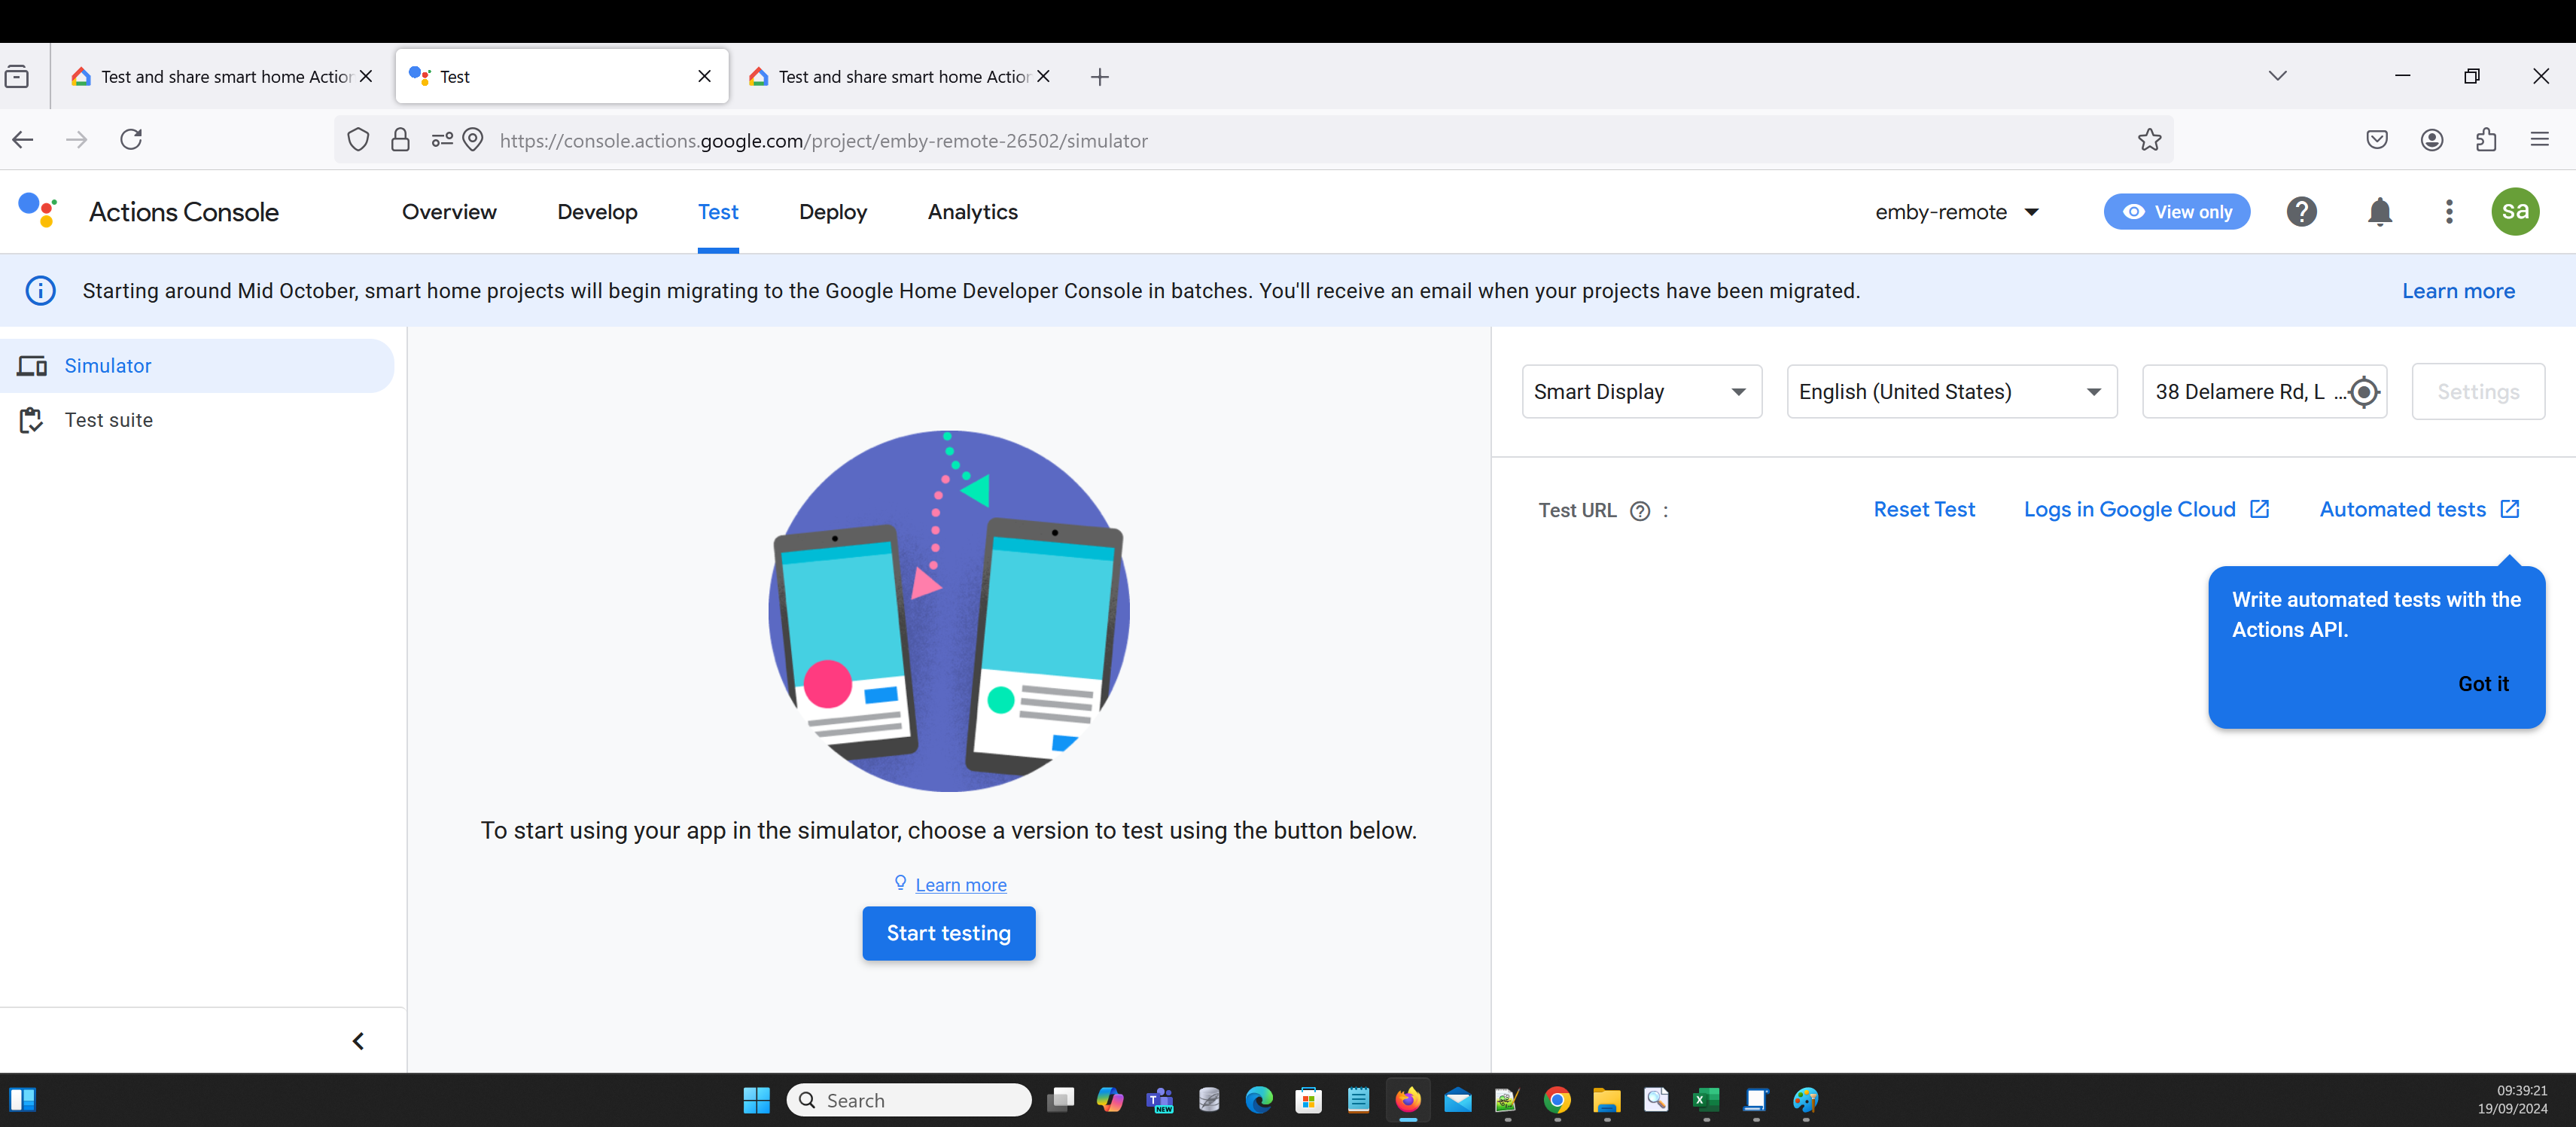 Test and share smart home Action
Test
Test and share smart home Action
https://console.actions.google.com/project/emby-remote-26502/simulator
Actions Console
Overview
Develop
Test
Deploy
Analytics
emby-remote
View only
sa
Starting around Mid October, smart home projects will begin migrating to the Google Home Developer Console in batches. You'll receive an email when your projects have been migrated.
Learn more
Simulator
Test suite
Smart Display
English (United States)
38 Delamere Rd, L ...
Settings
Test URL ? :
Reset Test
Logs in Google Cloud
Automated tests
Write automated tests with the
Actions API.
Got it
To start using your app in the simulator, choose a version to test using the button below.
Learn more
Start testing
Search
NEW
09:39:21
19/09/2024